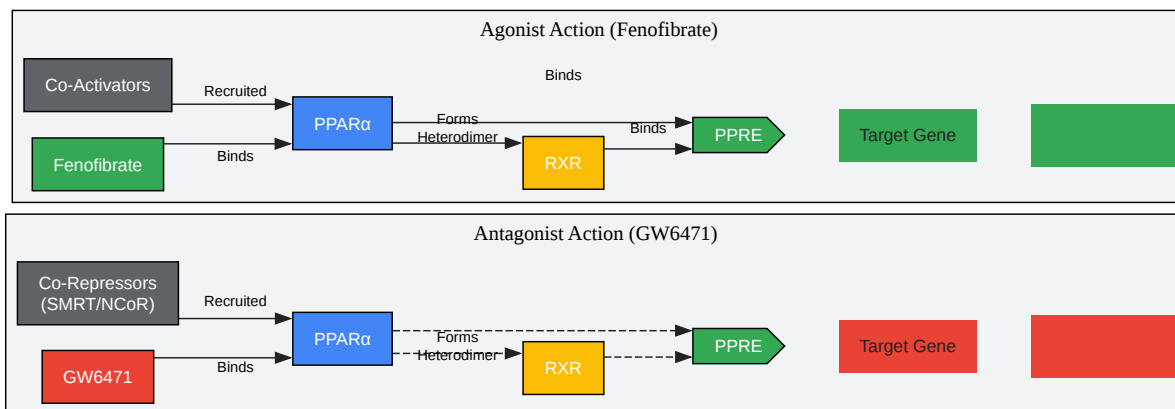 Agonist Action (Fenofibrate)
Co-Activators
Recruited
Binds
PPARα
Forms
Heterodimer
Binds
PPRE
Target Gene
Fenofibrate
Binds
RXR
Antagonist Action (GW6471)
Co-Repressors
(SMRT/NCoR)
Recruited
PPARα
Forms
Heterodimer
PPRE
Target Gene
GW6471
Binds
RXR